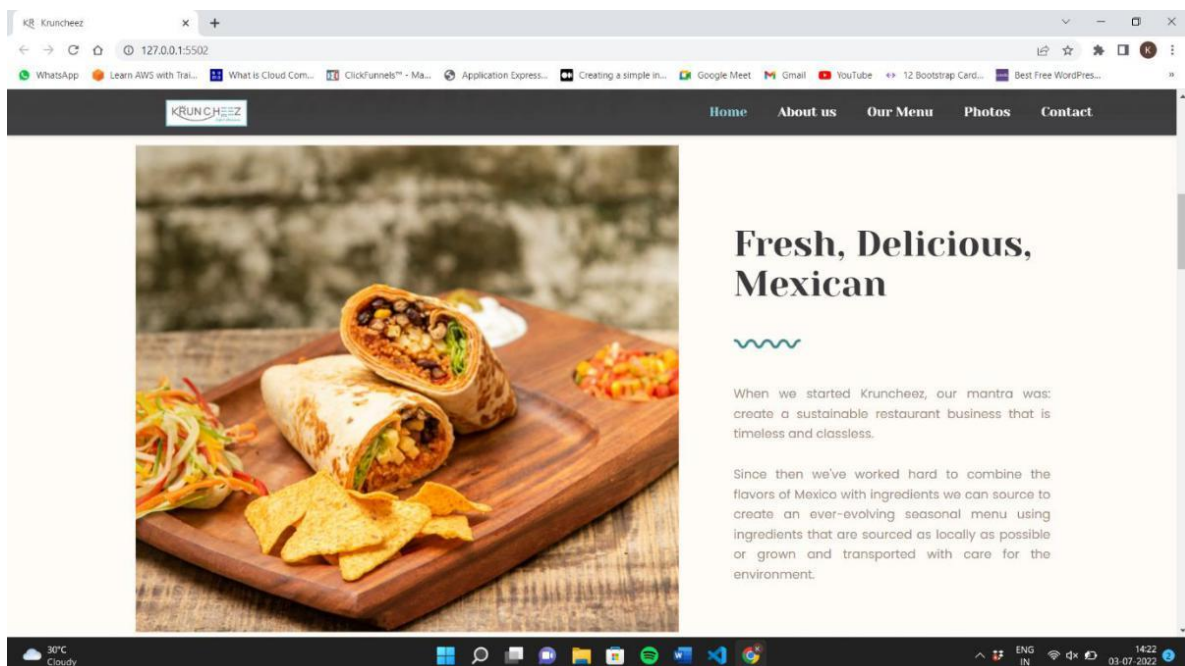 Kruncheez
127.0.0.1:5502
WhatsApp Learn AWS with Trai... What is Cloud Com... ClickFunnels™ - Ma... Application Express... Creating a simple in... Google Meet Gmail YouTube 12 Bootstrap Card... Best Free WordPres... »
KRUNCHEEZ Home About us Our Menu Photos Contact
Fresh, Delicious,
Mexican
When we started Kruncheez, our mantra was:
create a sustainable restaurant business that is
timeless and classless.
Since then we've worked hard to combine the
flavors of Mexico with ingredients we can source to
create an ever-evolving seasonal menu using
ingredients that are sourced as locally as possible
or grown and transported with care for the
environment.
30°C
Cloudy
ENG
IN
14:22
03-07-2022
2